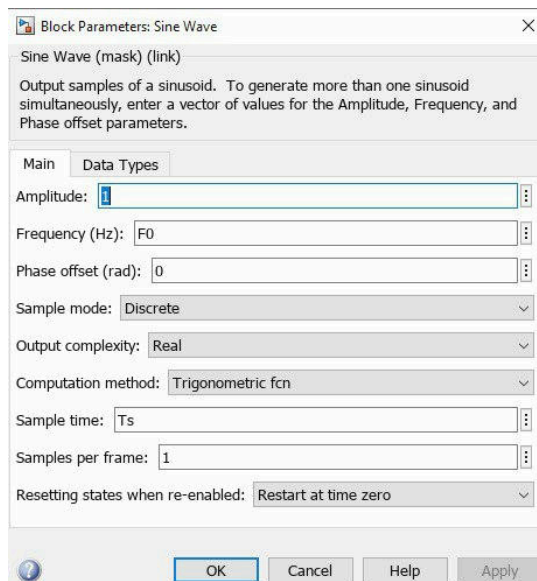 Block Parameters: Sine Wave
Sine Wave (mask) (link)
Output samples of a sinusoid. To generate more than one sinusoid
simultaneously, enter a vector of values for the Amplitude, Frequency, and
Phase offset parameters.
Main Data Types
Amplitude: 1
Frequency (Hz): F0
Phase offset (rad): 0
Sample mode: Discrete
Output complexity: Real
Computation method: Trigonometric fcn
Sample time: Ts
Samples per frame: 1
Resetting states when re-enabled: Restart at time zero
OK Cancel Help Apply